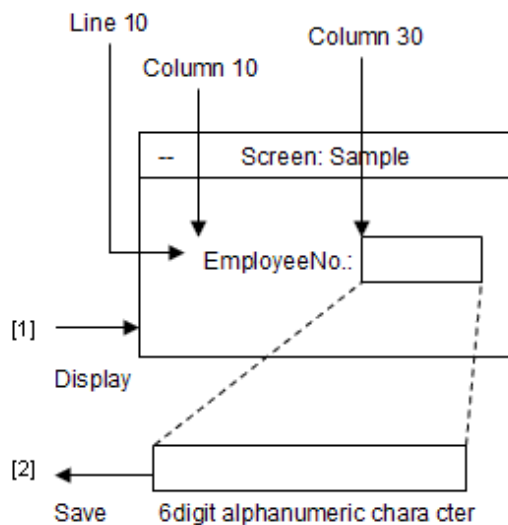 Line 10
Column 30
Column 10
-- Screen: Sample
EmployeeNo.:
[1]
Display
[2]
Save 6digit alphanumeric chara cter